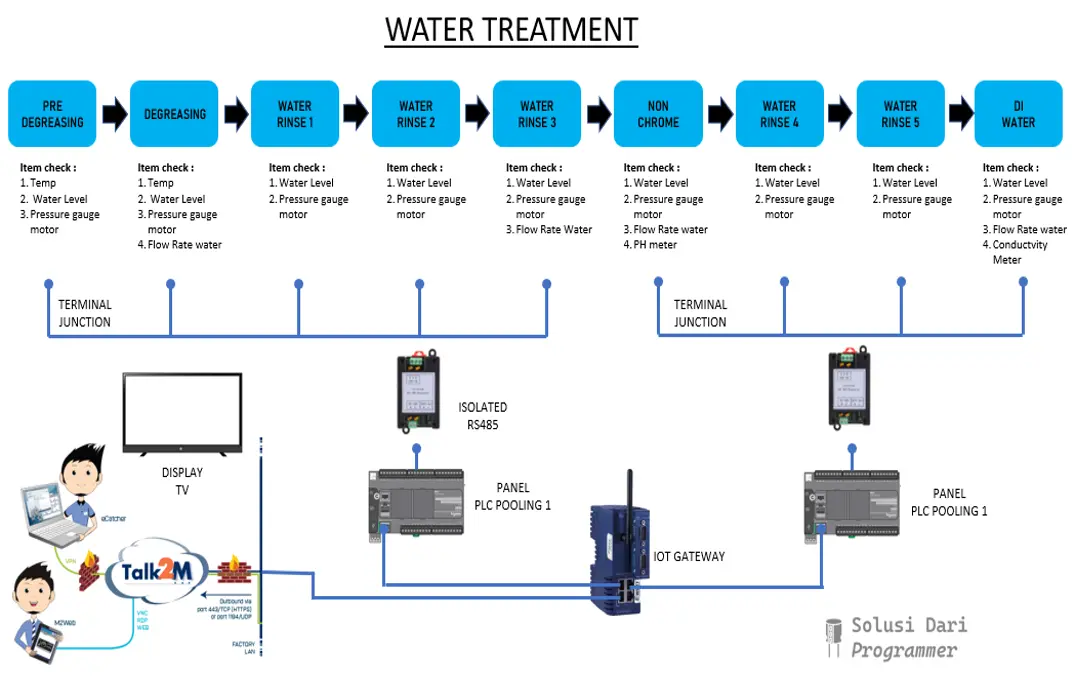 WATER TREATMENT
PRE
DEGREASING
DEGREASING
WATER
RINSE 1
WATER
RINSE 2
WATER
RINSE 3
NON
CHROME
WATER
RINSE 4
WATER
RINSE 5
DI
WATER
Item check :
1. Temp
2. Water Level
3. Pressure gauge
motor
Item check :
1. Temp
2. Water Level
3. Pressure gauge
motor
4. Flow Rate water
Item check :
1. Water Level
2. Pressure gauge
motor
Item check :
1. Water Level
2. Pressure gauge
motor
Item check :
1. Water Level
2. Pressure gauge
motor
3. Flow Rate Water
Item check :
1. Water Level
2. Pressure gauge
motor
3. Flow Rate water
4. PH meter
Item check :
1. Water Level
2. Pressure gauge
motor
Item check :
1. Water Level
2. Pressure gauge
motor
Item check :
1. Water Level
2. Pressure gauge
motor
3. Flow Rate water
4. Conductvity
Meter
TERMINAL
JUNCTION
TERMINAL
JUNCTION
ISOLATED
RS485
DISPLAY
TV
PANEL
PLC POOLING 1
PANEL
PLC POOLING 1
IOT GATEWAY
eCatcher
VPN
Talk2M
M2Web
VNC
RDP
WEB
Outbound via
port 443/TCP (HTTPS)
or port 1194/UDP
FACTORY
LAN
Solusi Dari
Programmer